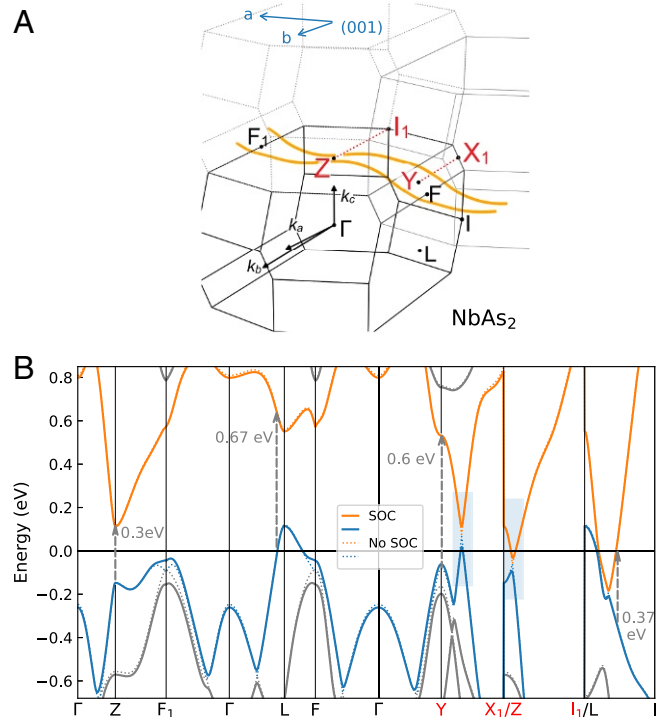 A
a
(001)
b
I1
F1
X1
Z
Y
F
kc
ka
Γ
I
kb
L
NbAs2
B
0.8
0.6
0.4
0.2
0.0
−0.2
−0.4
−0.6
Energy (eV)
0.67 eV
0.6 eV
0.3eV
SOC
No SOC
0.37
eV
Γ Z F1 Γ L F Γ Y X1/Z I1/L